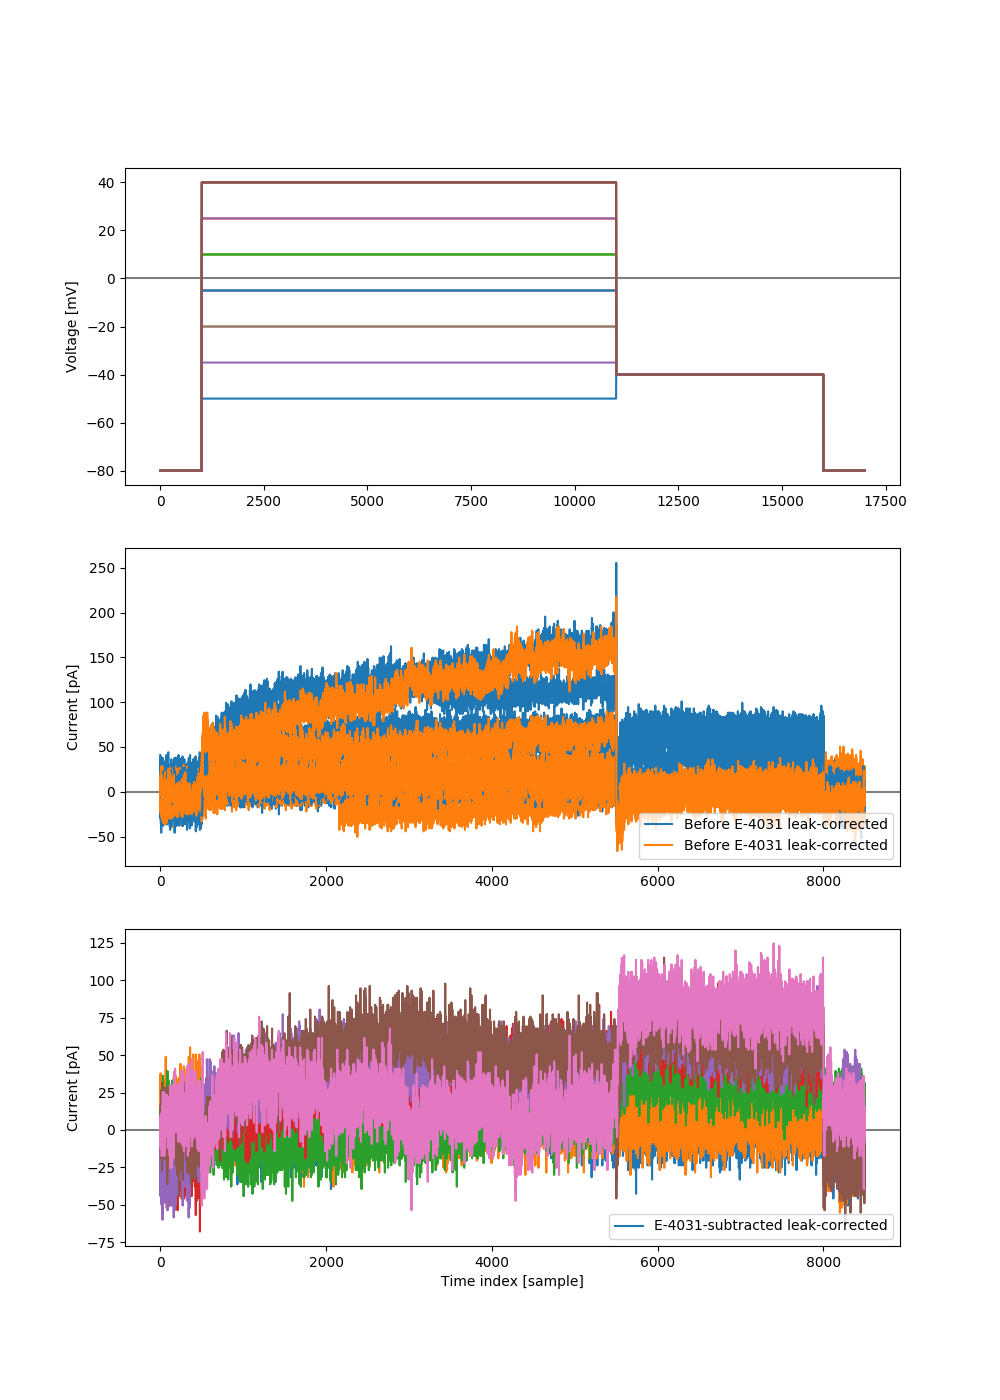 40
20
0
−20
−40
−60
−80
Voltage [mV]
0 2500 5000 7500 10000 12500 15000 17500
250
200
150
100
50
0
−50
Current [pA]
Before E-4031 leak-corrected
Before E-4031 leak-corrected
0 2000 4000 6000 8000
125
100
75
50
25
0
−25
−50
−75
Current [pA]
E-4031-subtracted leak-corrected
0 2000 4000 6000 8000
Time index [sample]